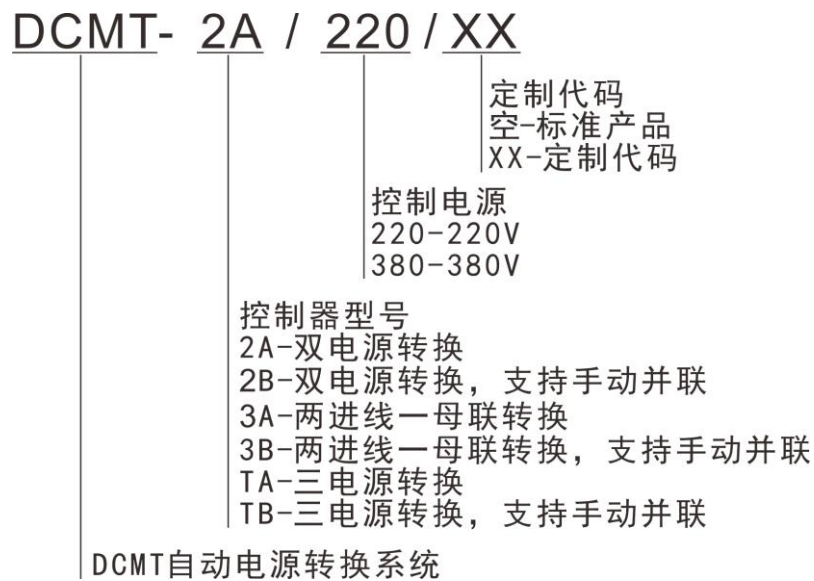 DCMT- 2A / 220 / XX
定制代码
空-标准产品
XX-定制代码
控制电源
220-220V
380-380V
控制器型号
2A-双电源转换
2B-双电源转换，支持手动并联
3A-两进线一母联转换
3B-两进线一母联转换，支持手动并联
TA-三电源转换
TB-三电源转换，支持手动并联
DCMT自动电源转换系统